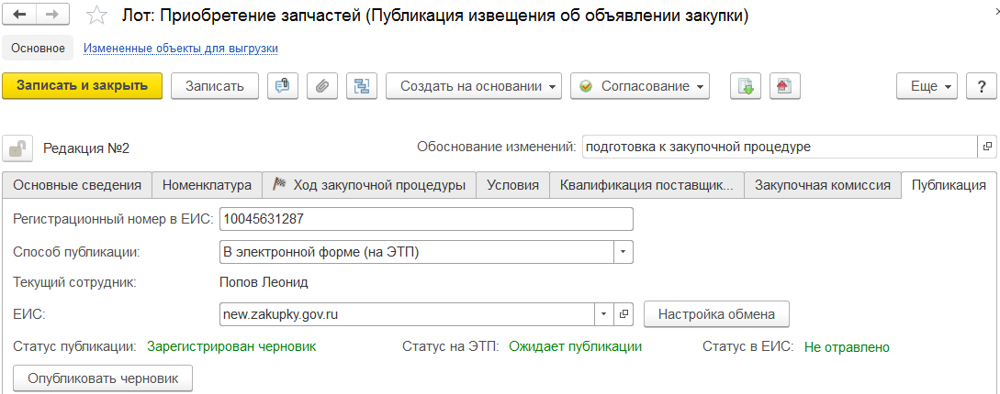 Лот: Приобретение запчастей (Публикация извещения об объявлении закупки)
Основное Измененные объекты для выгрузки
Записать и закрыть Записать Создать на основании Согласование Еще ?
Редакция №2 Обоснование изменений: подготовка к закупочной процедуре
Основные сведения Номенклатура Ход закупочной процедуры Условия Квалификация поставщик... Закупочная комиссия Публикация
Регистрационный номер в ЕИС: 10045631287
Способ публикации: В электронной форме (на ЭТП)
Текущий сотрудник: Попов Леонид
ЕИС: new.zakupky.gov.ru Настройка обмена
Статус публикации: Зарегистрирован черновик Статус на ЭТП: Ожидает публикации Статус в ЕИС: Не отравлено
Опубликовать черновик